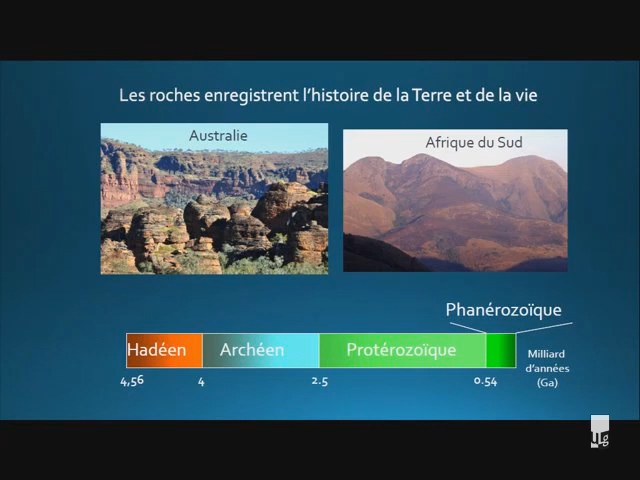 Les roches enregistrent l'histoire de la Terre et de la vie
Australie
Afrique du Sud
Phanérozoïque
Hadéen
Archéen
Protérozoïque
Milliard
d'années
(Ga)
4,56
4
2.5
0.54
ULg